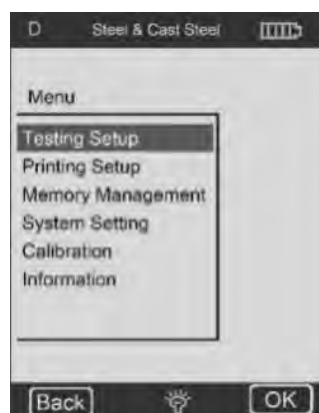 D Steel & Cast Steel
Menu
Testing Setup
Printing Setup
Memory Management
System Setting
Calibration
Information
Back OK